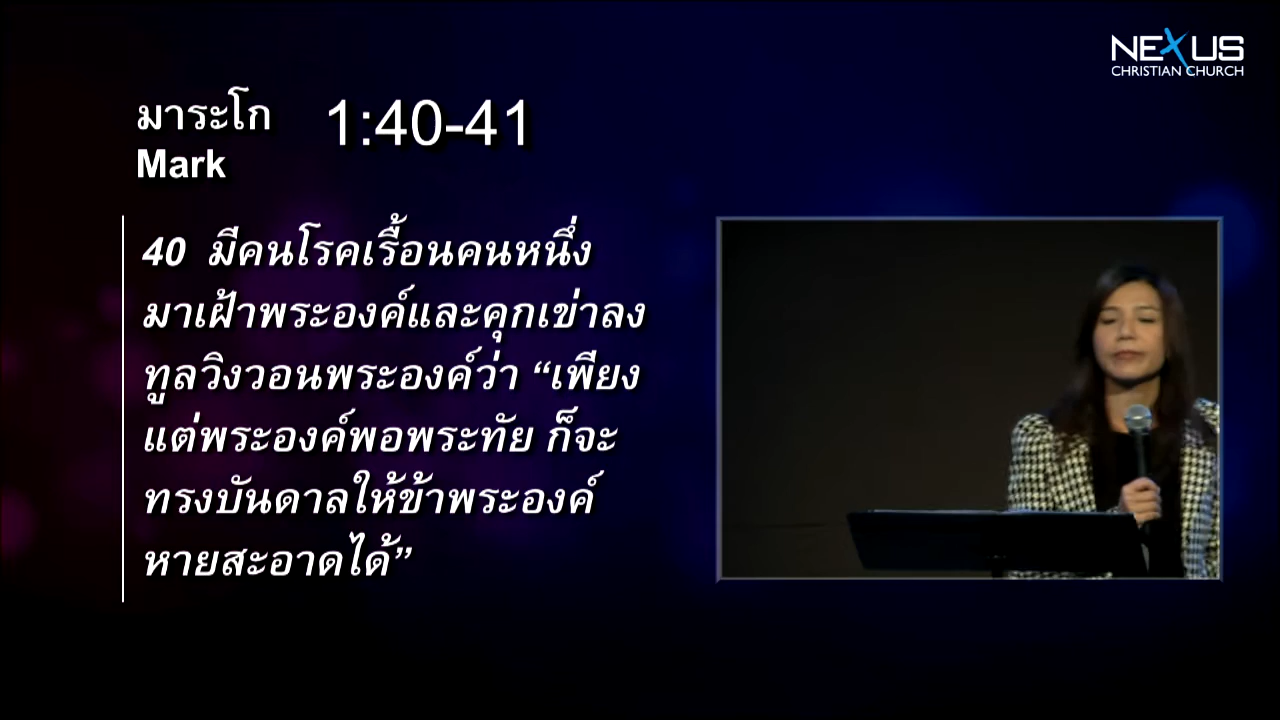 NEXUS
CHRISTIAN CHURCH
มาระโก 1:40-41
Mark
40 มีคนโรคเรื้อนคนหนึ่ง
มาเฝ้าพระองค์และคุกเข่าลง
ทูลวิงวอนพระองค์ว่า “เพียง
แต่พระองค์พอพระทัย ก็จะ
ทรงบันดาลให้ข้าพระองค์
หายสะอาดได้”